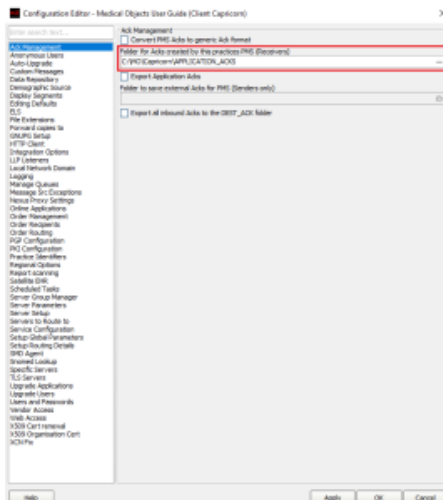 Configuration Editor - Medical Objects User Guide (Client Capricorn)
Enter search text...
Ack Management
Anonymous Users
Auto-Upgrade
Custom Messages
Data Repository
Demographic Source
Display Segments
Editing Defaults
ELS
File Extensions
Forward copies to
GNUPG Setup
HTTP Client
Integration Options
LLP Listeners
Local Network Domain
Logging
Manage Queues
Message Src Exceptions
Nexus Proxy Settings
Online Applications
Order Management
Order Recipients
Order Routing
PGP Configuration
PKI Configuration
Practice Identifiers
Regional Options
Report scanning
Satellite EHR
Scheduled Tasks
Server Group Manager
Server Parameters
Server Setup
Servers to Route to
Service Configuration
Setup Global Parameters
Setup Routing Details
SMD Agent
Snomed Lookup
Specific Servers
TLS Servers
Upgrade Applications
Upgrade Users
Users and Passwords
Vendor Access
Web Access
X509 Cert renewal
X509 Organisation Cert
XCN Fix
Ack Management
Convert PMS Acks to generic Ack format
Folder for Acks created by this practices PMS (Receivers)
C:\MO\Capricorn\APPLICATION_ACKS
Export Application Acks
Folder to save external Acks for PMS (Senders only)
Export all inbound Acks to the DEST_ACK folder
Help
Apply
OK
Cancel